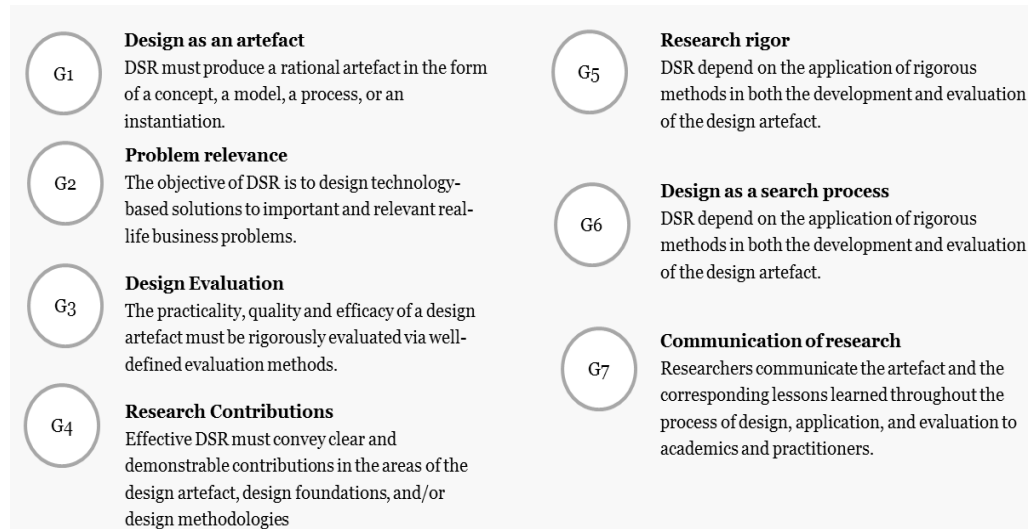 G1
Design as an artefact
DSR must produce a rational artefact in the form
of a concept, a model, a process, or an
instantiation.
G2
Problem relevance
The objective of DSR is to design technology-
based solutions to important and relevant real-
life business problems.
G3
Design Evaluation
The practicality, quality and efficacy of a design
artefact must be rigorously evaluated via well-
defined evaluation methods.
G4
Research Contributions
Effective DSR must convey clear and
demonstrable contributions in the areas of the
design artefact, design foundations, and/or
design methodologies
G5
Research rigor
DSR depend on the application of rigorous
methods in both the development and evaluation
of the design artefact.
G6
Design as a search process
DSR depend on the application of rigorous
methods in both the development and evaluation
of the design artefact.
G7
Communication of research
Researchers communicate the artefact and the
corresponding lessons learned throughout the
process of design, application, and evaluation to
academics and practitioners.